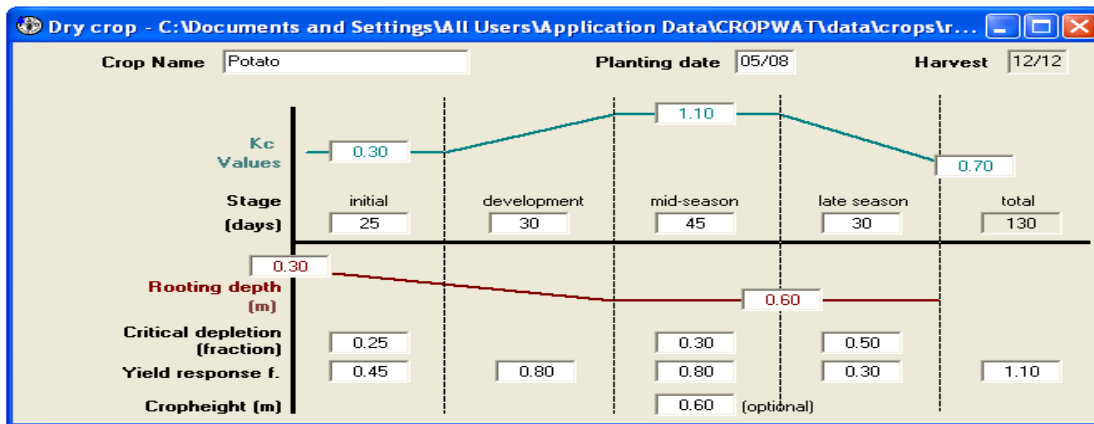 Dry crop - C:\Documents and Settings\All Users\Application Data\CROPWAT\data\crops\r...
Crop Name Potato Planting date 05/08 Harvest 12/12
1.10
Kc 0.30
Values 0.70
Stage initial development mid-season late season total
(days) 25 30 45 30 130
0.30
Rooting depth 0.60
(m)
Critical depletion
(fraction) 0.25 0.30 0.50
Yield response f. 0.45 0.80 0.80 0.30 1.10
Cropheight (m) 0.60 (optional)